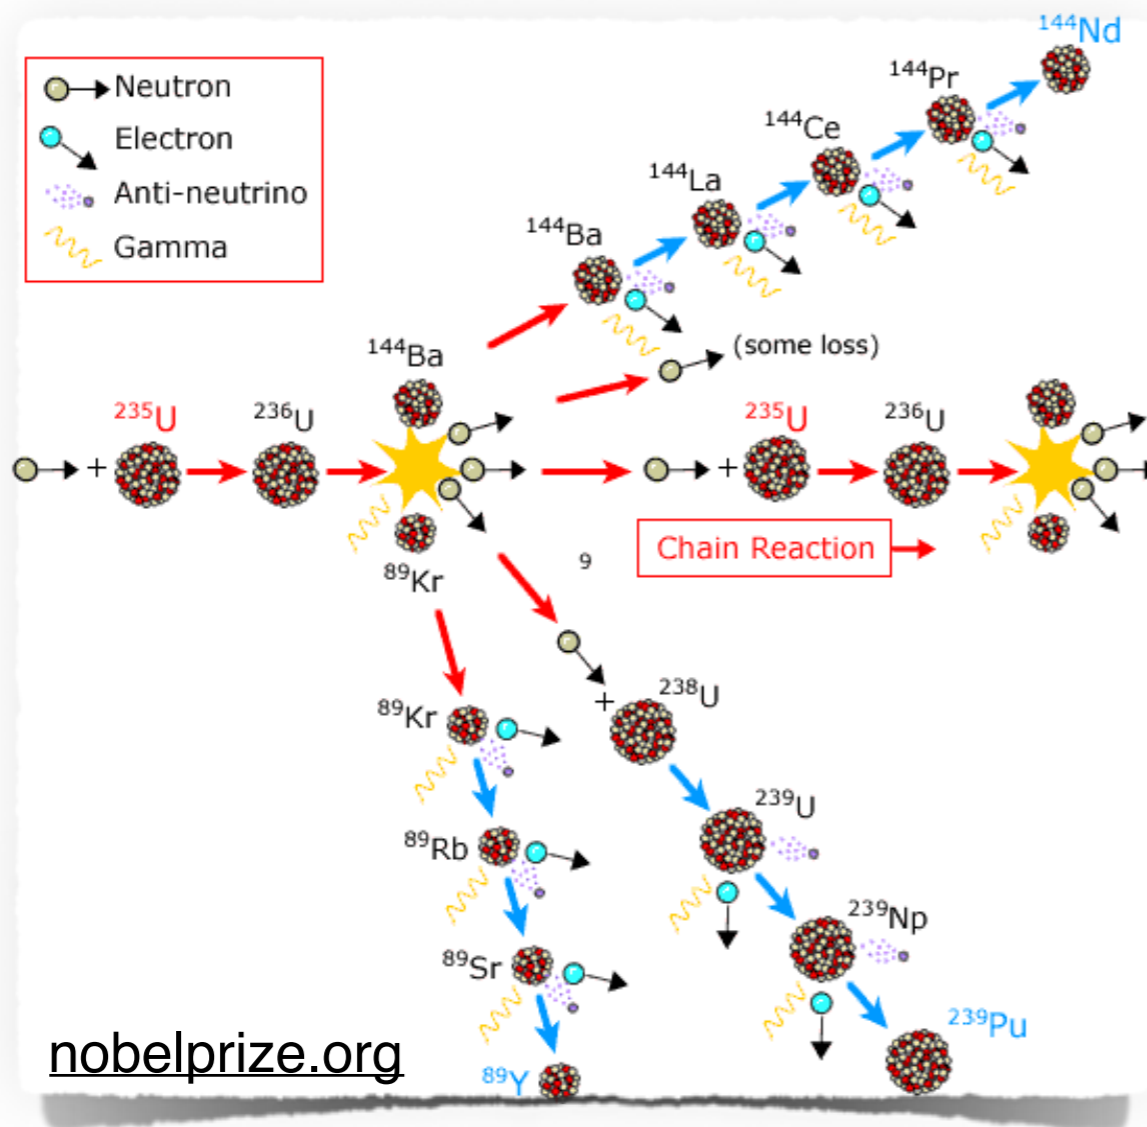 ¹⁴⁴Nd
¹⁴⁴Pr
¹⁴⁴Ce
¹⁴⁴La
¹⁴⁴Ba
Neutron
Electron
Anti-neutrino
Gamma
(some loss)
¹⁴⁴Ba
²³⁵U
²³⁶U
²³⁵U
²³⁶U
+
+
Chain Reaction
9
⁸⁹Kr
²³⁸U
+
⁸⁹Kr
²³⁹U
⁸⁹Rb
²³⁹Np
⁸⁹Sr
²³⁹Pu
nobelprize.org
⁸⁹Y